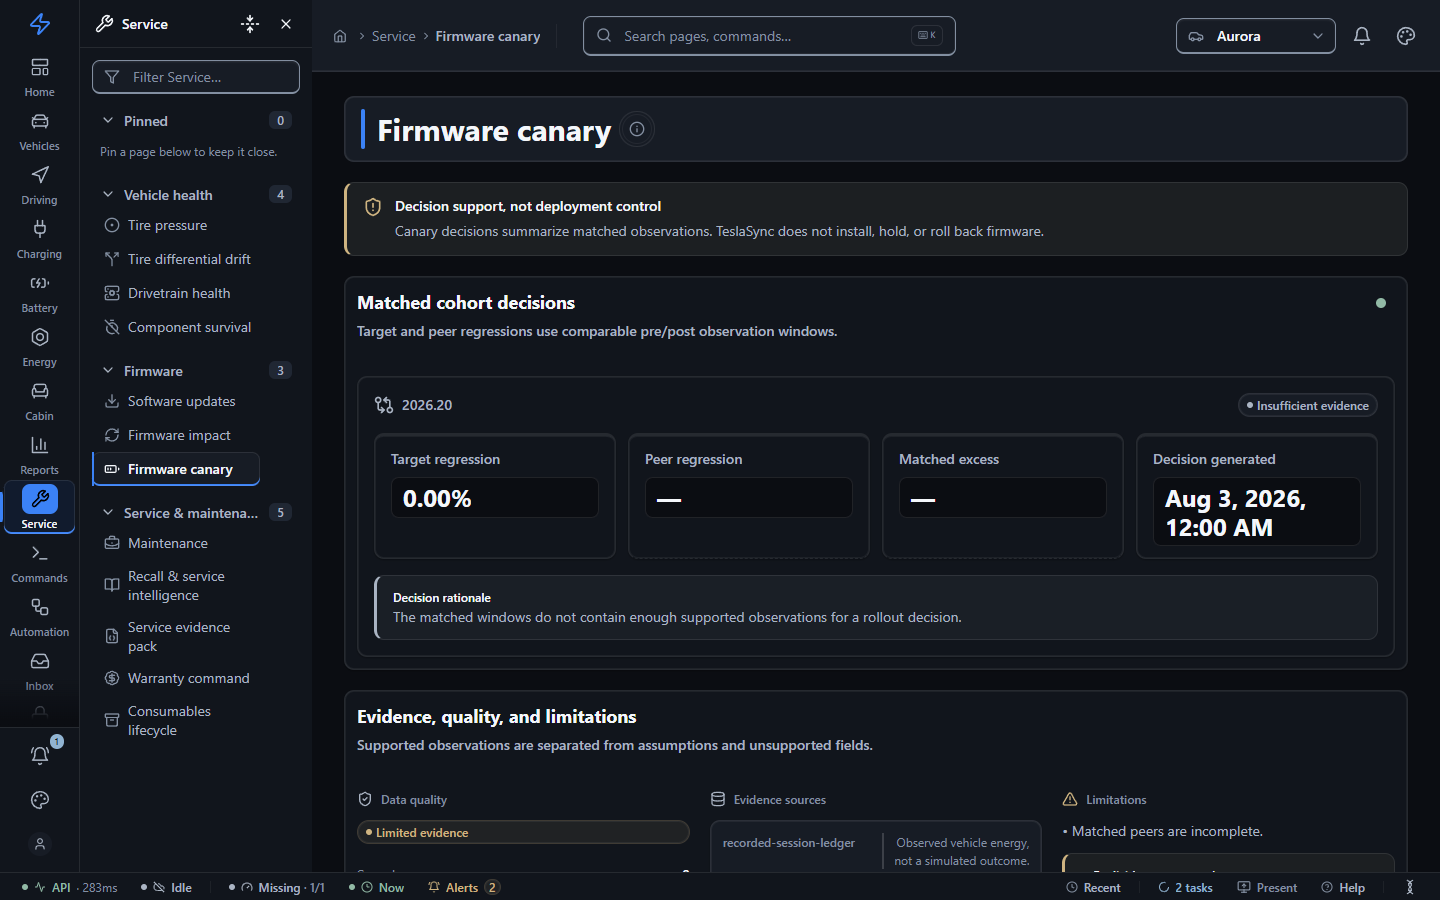 Home
Vehicles
Driving
Charging
Battery
Energy
Cabin
Reports
Service
Commands
Automation
Inbox
1
Service
Filter Service...
Pinned 0
Pin a page below to keep it close.
Vehicle health 4
Tire pressure
Tire differential drift
Drivetrain health
Component survival
Firmware 3
Software updates
Firmware impact
Firmware canary
Service & maintena... 5
Maintenance
Recall & service
intelligence
Service evidence
pack
Warranty command
Consumables
lifecycle
Service > Firmware canary
Search pages, commands... K
Aurora
Firmware canary
Decision support, not deployment control
Canary decisions summarize matched observations. TeslaSync does not install, hold, or roll back firmware.
Matched cohort decisions
Target and peer regressions use comparable pre/post observation windows.
2026.20
Insufficient evidence
Target regression
0.00%
Peer regression
—
Matched excess
—
Decision generated
Aug 3, 2026,
12:00 AM
Decision rationale
The matched windows do not contain enough supported observations for a rollout decision.
Evidence, quality, and limitations
Supported observations are separated from assumptions and unsupported fields.
Data quality
Limited evidence
Evidence sources
recorded-session-ledger
Observed vehicle energy,
not a simulated outcome.
Limitations
• Matched peers are incomplete.
API · 283ms
Idle
Missing · 1/1
Now
Alerts 2
Recent
2 tasks
Present
Help